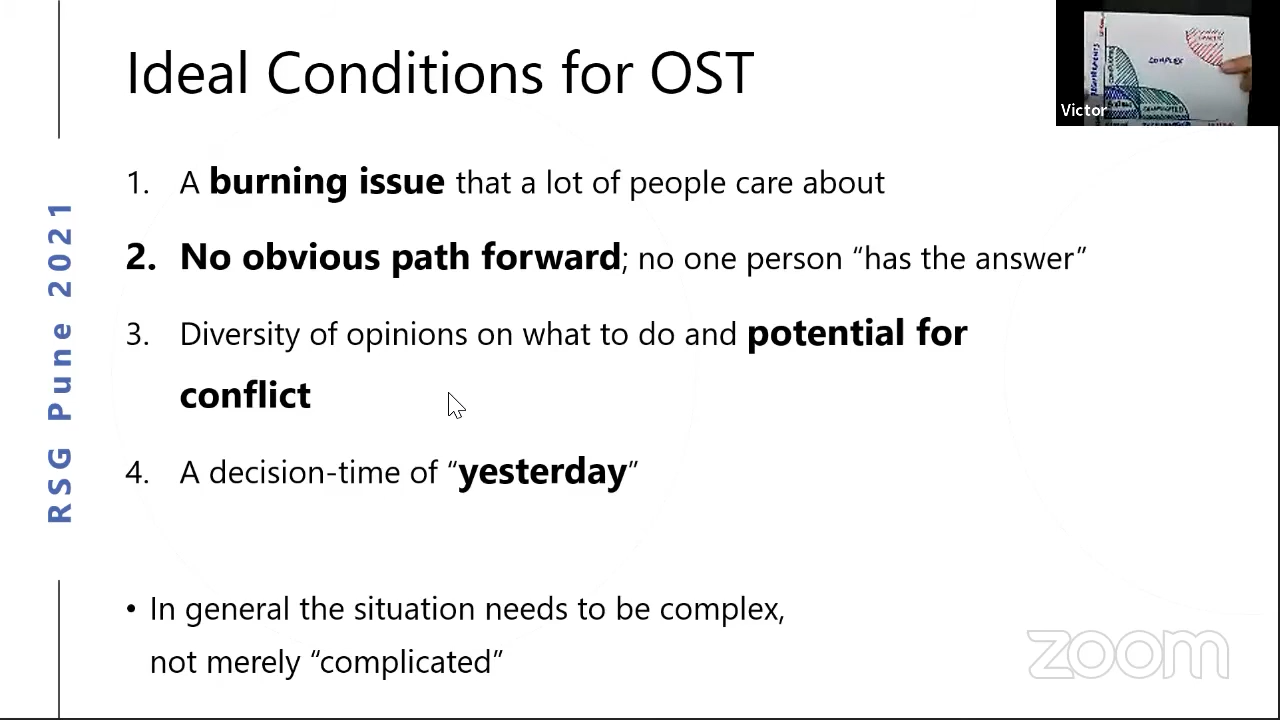 Ideal Conditions for OST
1. A burning issue that a lot of people care about
2. No obvious path forward; no one person “has the answer”
3. Diversity of opinions on what to do and potential for
conflict
4. A decision-time of “yesterday”
• In general the situation needs to be complex,
not merely “complicated”
RSG Pune 2021
COMPLEX
COMPLICATED
Victor
zoom